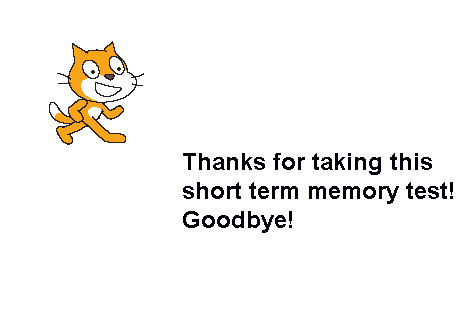 Thanks for taking this
short term memory test!
Goodbye!